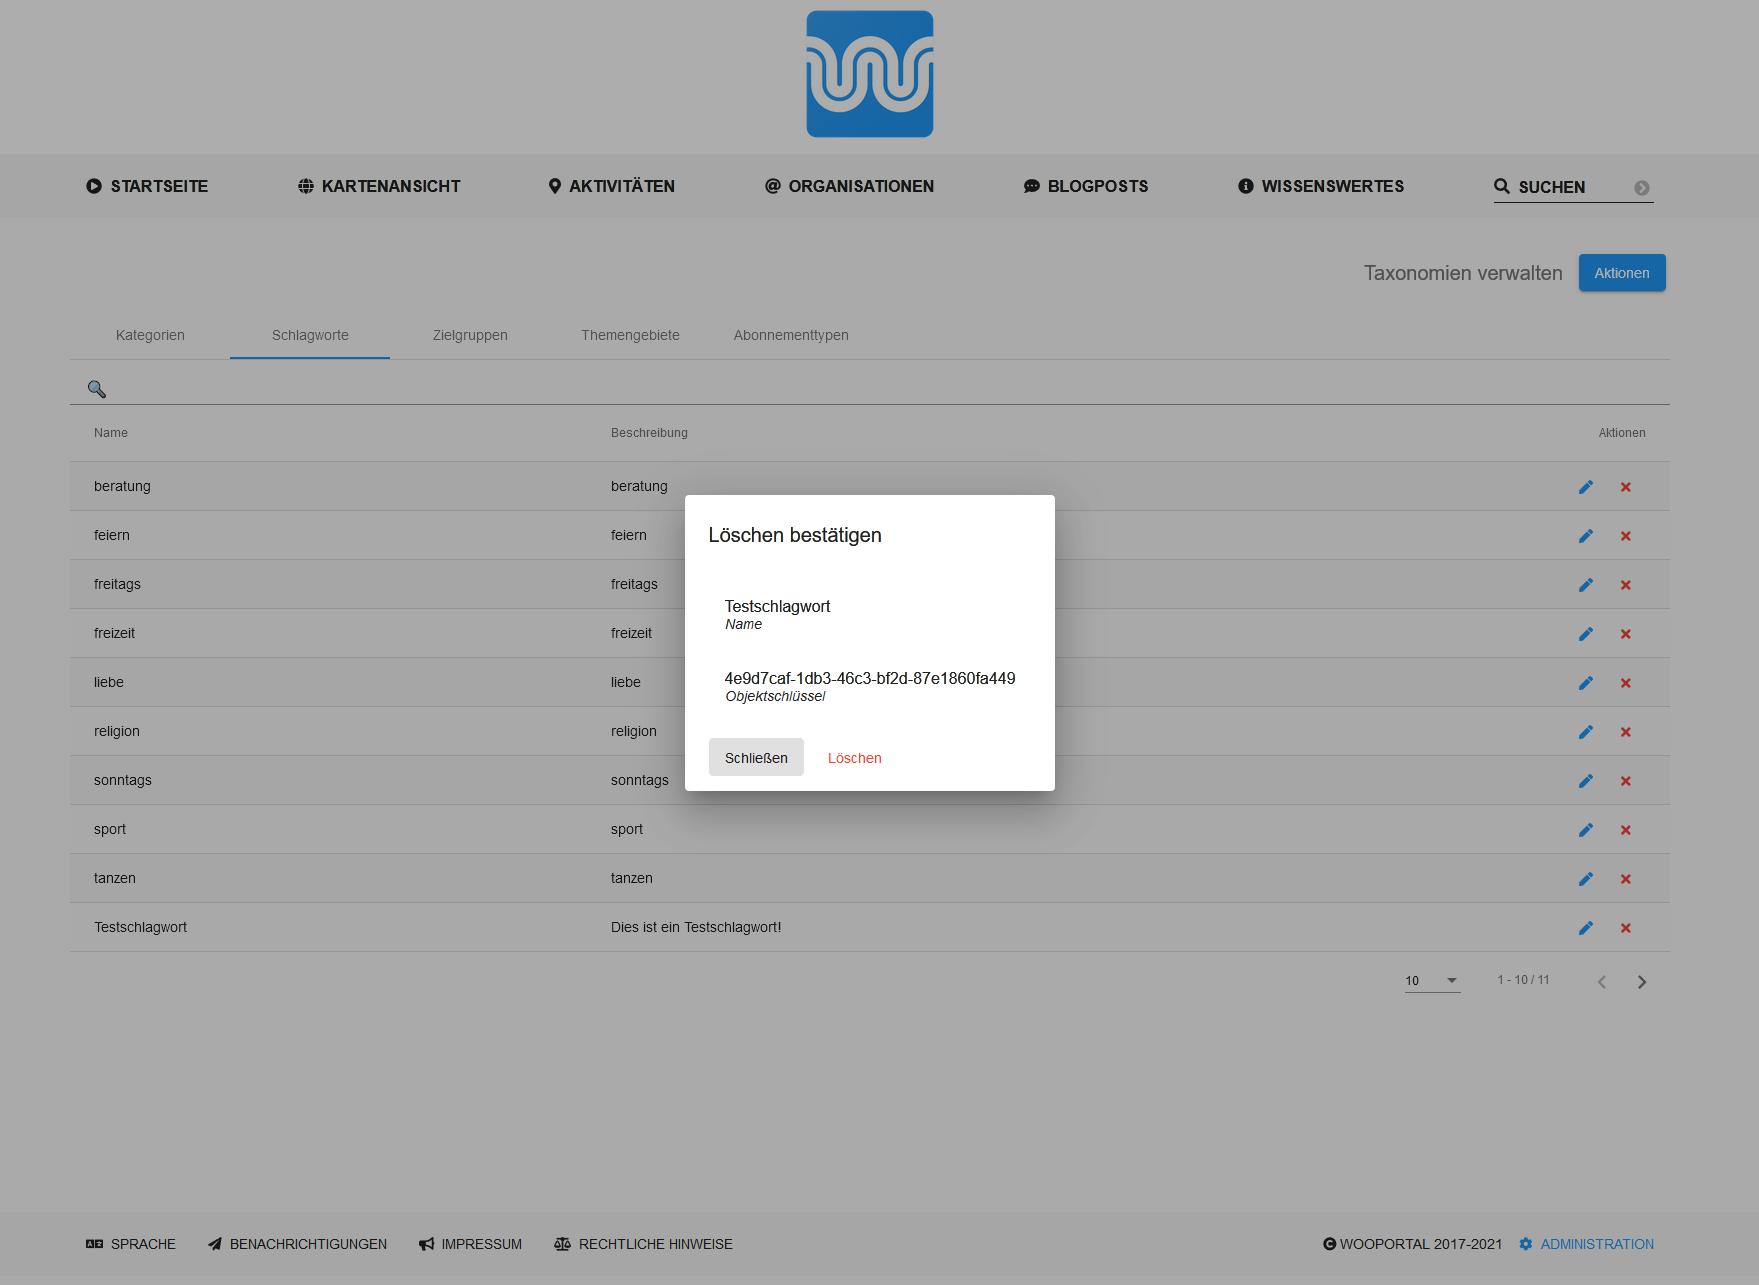 STARTSEITE KARTENANSICHT AKTIVITÄTEN ORGANISATIONEN BLOGPOSTS WISSENSWERTES SUCHEN
Taxonomien verwalten Aktionen
Kategorien Schlagworte Zielgruppen Themengebiete Abonnementtypen
Name Beschreibung Aktionen
beratung beratung
feiern feiern
freitags freitags
freizeit freizeit
liebe liebe
religion religion
sonntags sonntags
sport sport
tanzen tanzen
Testschlagwort Dies ist ein Testschlagwort!
10 1 - 10 / 11
Löschen bestätigen
Testschlagwort
Name
4e9d7caf-1db3-46c3-bf2d-87e1860fa449
Objektschlüssel
Schließen Löschen
SPRACHE BENACHRICHTIGUNGEN IMPRESSUM RECHTLICHE HINWEISE WOOPORTAL 2017-2021 ADMINISTRATION